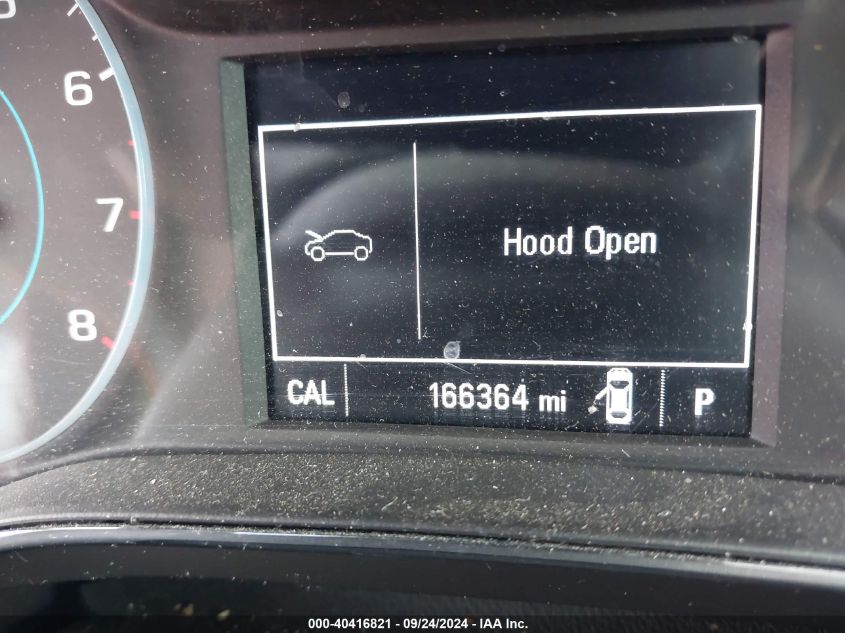 6
7
8
Hood Open
CAL 166364 mi P
000-40416821 - 09/24/2024 - IAA Inc.